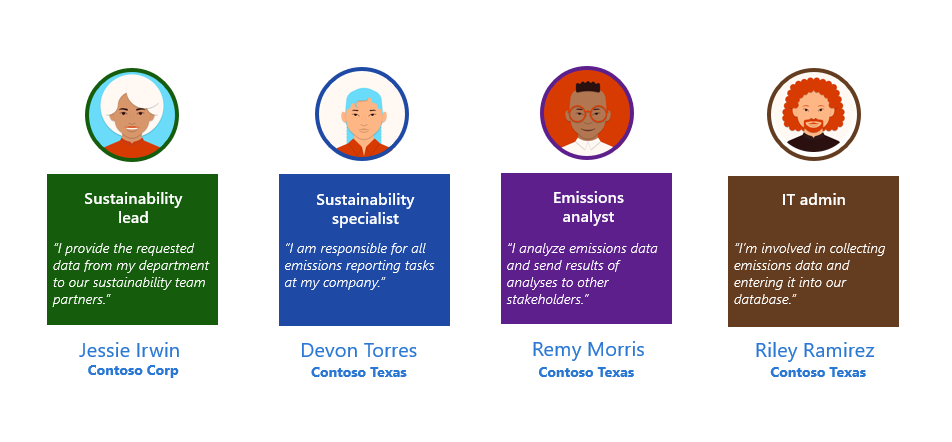 Sustainability
lead
“I provide the requested
data from my department
to our sustainability team
partners.”
Jessie Irwin
Contoso Corp
Sustainability
specialist
“I am responsible for all
emissions reporting tasks
at my company.”
Devon Torres
Contoso Texas
Emissions
analyst
“I analyze emissions data
and send results of
analyses to other
stakeholders.”
Remy Morris
Contoso Texas
IT admin
“I’m involved in collecting
emissions data and
entering it into our
database.”
Riley Ramirez
Contoso Texas